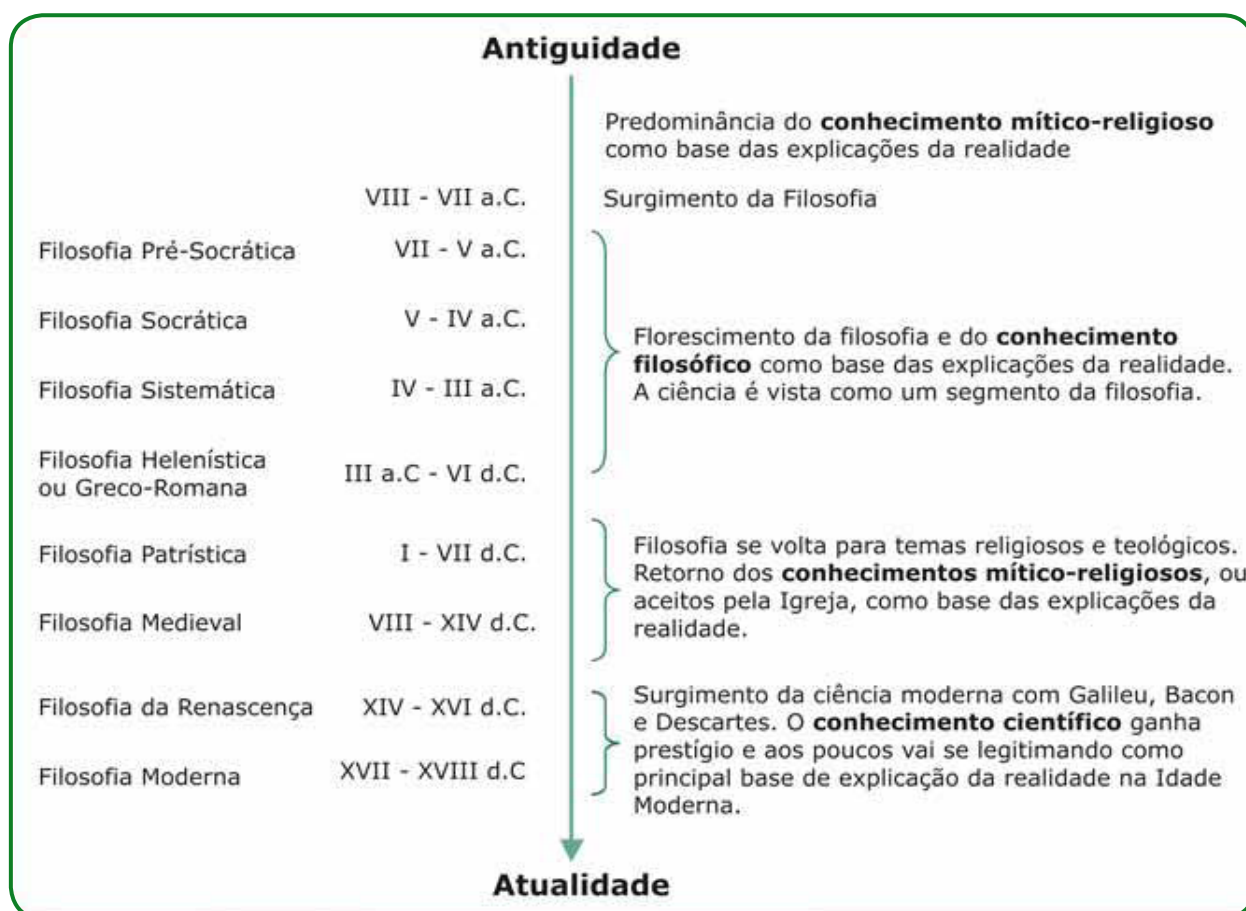 Antiguidade
Predominância do conhecimento mítico-religioso
como base das explicações da realidade
VIII - VII a.C.
Surgimento da Filosofia
Filosofia Pré-Socrática
VII - V a.C.
Filosofia Socrática
V - IV a.C.
Florescimento da filosofia e do conhecimento
filosófico como base das explicações da realidade.
A ciência é vista como um segmento da filosofia.
Filosofia Sistemática
IV - III a.C.
Filosofia Helenística
ou Greco-Romana
III a.C - VI d.C.
Filosofia Patrística
I - VII d.C.
Filosofia se volta para temas religiosos e teológicos.
Retorno dos conhecimentos mítico-religiosos, ou
aceitos pela Igreja, como base das explicações da
realidade.
Filosofia Medieval
VIII - XIV d.C.
Filosofia da Renascença
XIV - XVI d.C.
Surgimento da ciência moderna com Galileu, Bacon
e Descartes. O conhecimento científico ganha
prestígio e aos poucos vai se legitimando como
principal base de explicação da realidade na Idade
Moderna.
Filosofia Moderna
XVII - XVIII d.C
Atualidade